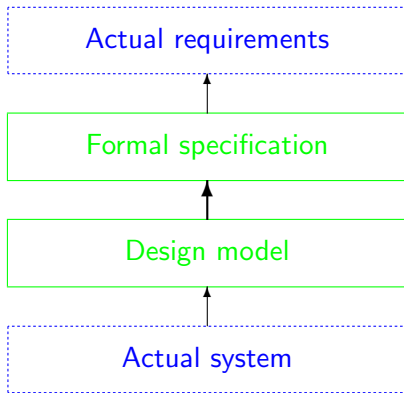 Actual requirements
Formal specification
Design model
Actual system